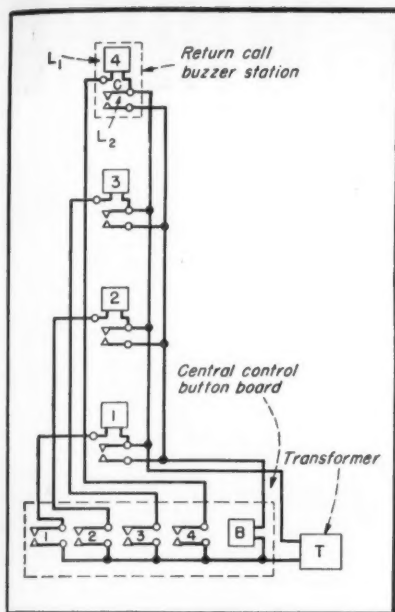 L1
4
Return call
buzzer station
C
L2
3
2
Central control
button board
1
Transformer
1
2
3
4
B
T